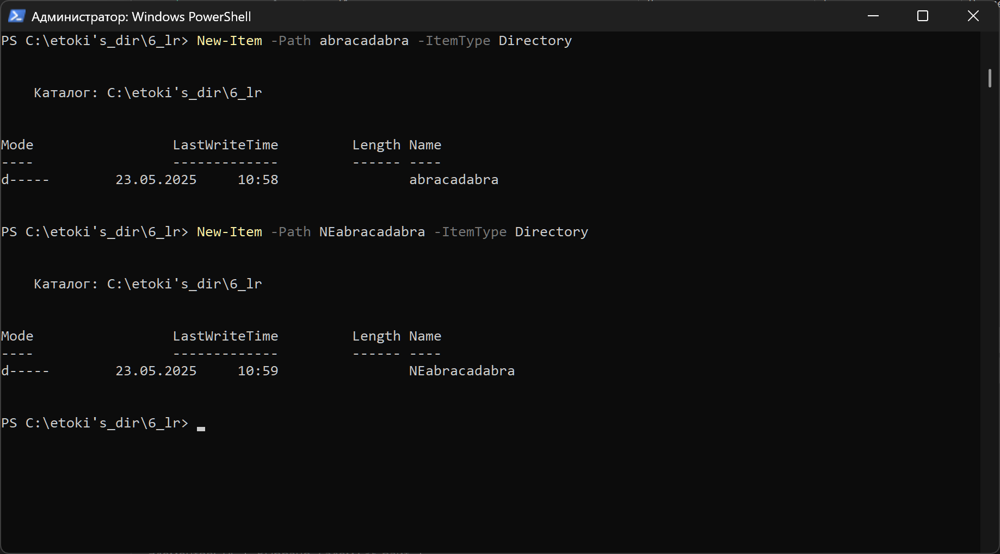 Администратор: Windows PowerShell
PS C:\etoki's_dir\6_lr> New-Item -Path abracadabra -ItemType Directory
Каталог: C:\etoki's_dir\6_lr
Mode                 LastWriteTime         Length Name
----                 -------------         ------ ----
d-----        23.05.2025     10:58                abracadabra
PS C:\etoki's_dir\6_lr> New-Item -Path NEabracadabra -ItemType Directory
Каталог: C:\etoki's_dir\6_lr
Mode                 LastWriteTime         Length Name
----                 -------------         ------ ----
d-----        23.05.2025     10:59                NEabracadabra
PS C:\etoki's_dir\6_lr>